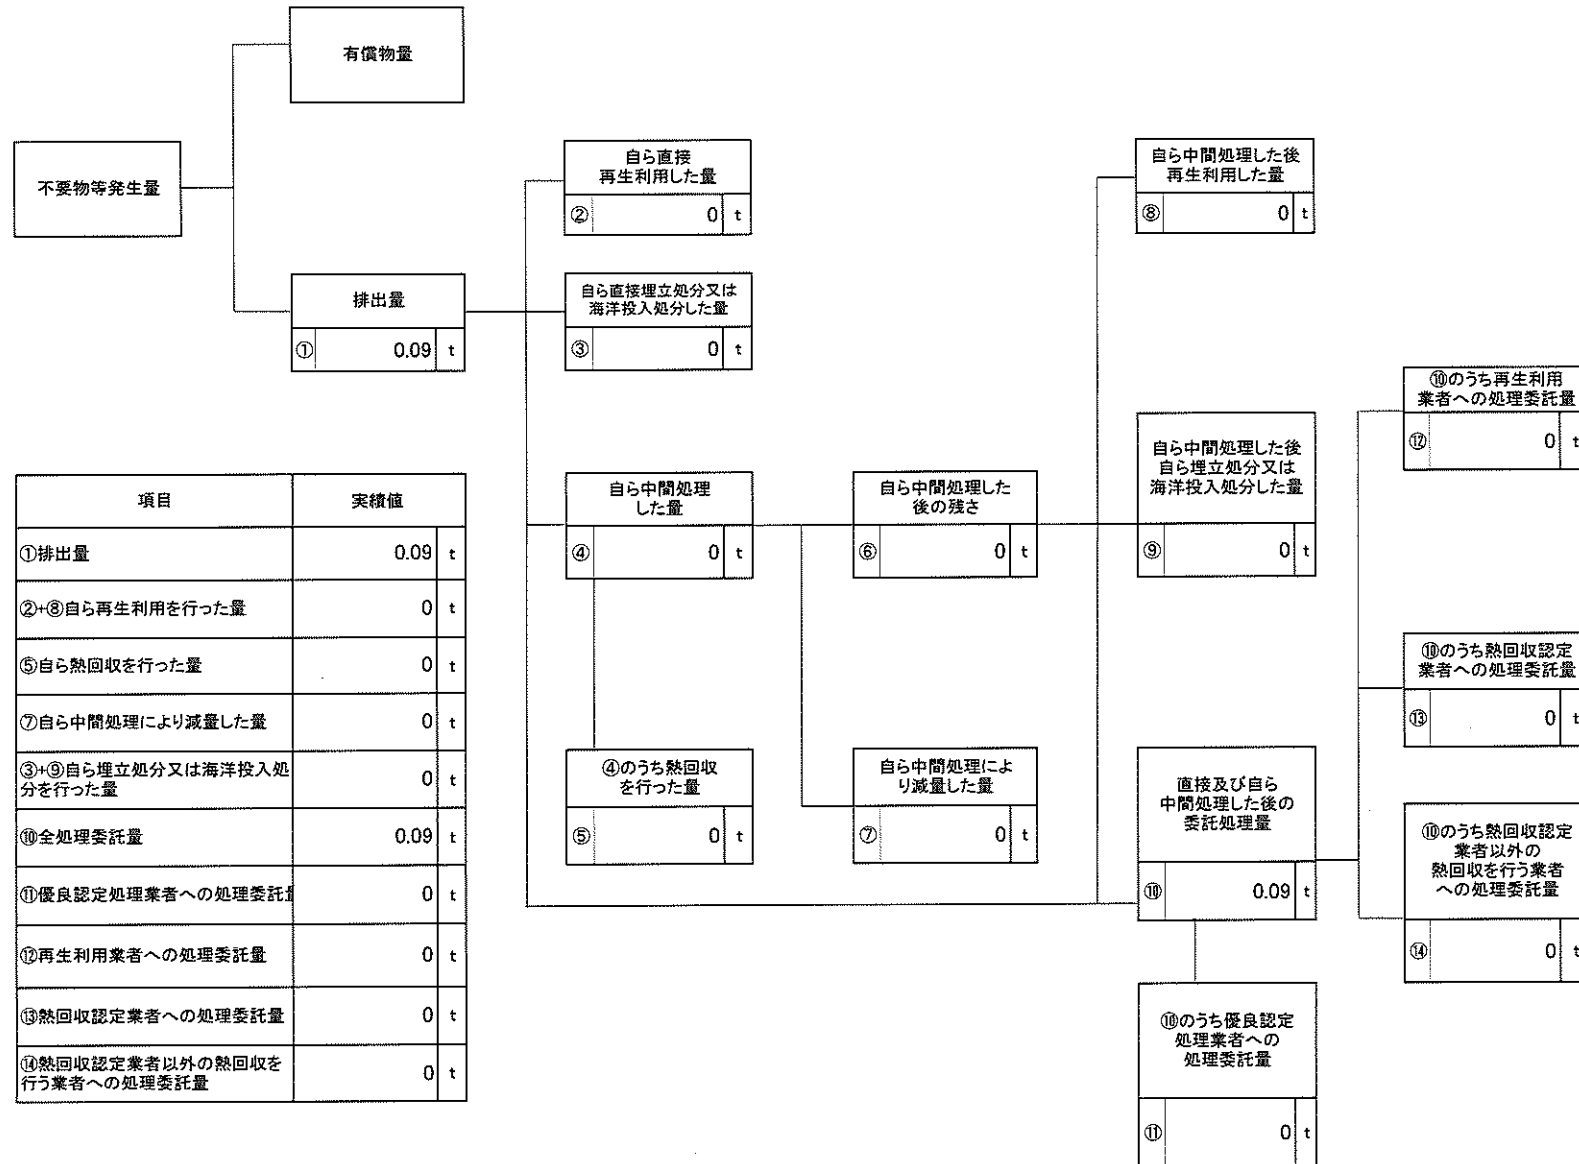 有償物量
不要物等発生量
排出量
① 0.09 t
自ら直接
再生利用した量
② 0 t
自ら直接埋立処分又は
海洋投入処分した量
③ 0 t
自ら中間処理
した量
④ 0 t
④のうち熱回収
を行った量
⑤ 0 t
自ら中間処理した
後の残さ
⑥ 0 t
自ら中間処理によ
り減量した量
⑦ 0 t
自ら中間処理した後
再生利用した量
⑧ 0 t
自ら中間処理した後
自ら埋立処分又は
海洋投入処分した量
⑨ 0 t
直接及び自ら
中間処理した後の
委託処理量
⑩ 0.09 t
⑩のうち優良認定
処理業者への
処理委託量
⑪ 0 t
⑩のうち再生利用
業者への処理委託量
⑫ 0 t
⑩のうち熱回収認定
業者への処理委託量
⑬ 0 t
⑩のうち熱回収認定
業者以外の
熱回収を行う業者
への処理委託量
⑭ 0 t
項目 実績値
①排出量 0.09 t
②+⑧自ら再生利用を行った量 0 t
⑤自ら熱回収を行った量 0 t
⑦自ら中間処理により減量した量 0 t
③+⑨自ら埋立処分又は海洋投入処
分を行った量 0 t
⑩全処理委託量 0.09 t
⑪優良認定処理業者への処理委託量 0 t
⑫再生利用業者への処理委託量 0 t
⑬熱回収認定業者への処理委託量 0 t
⑭熱回収認定業者以外の熱回収を
行う業者への処理委託量 0 t